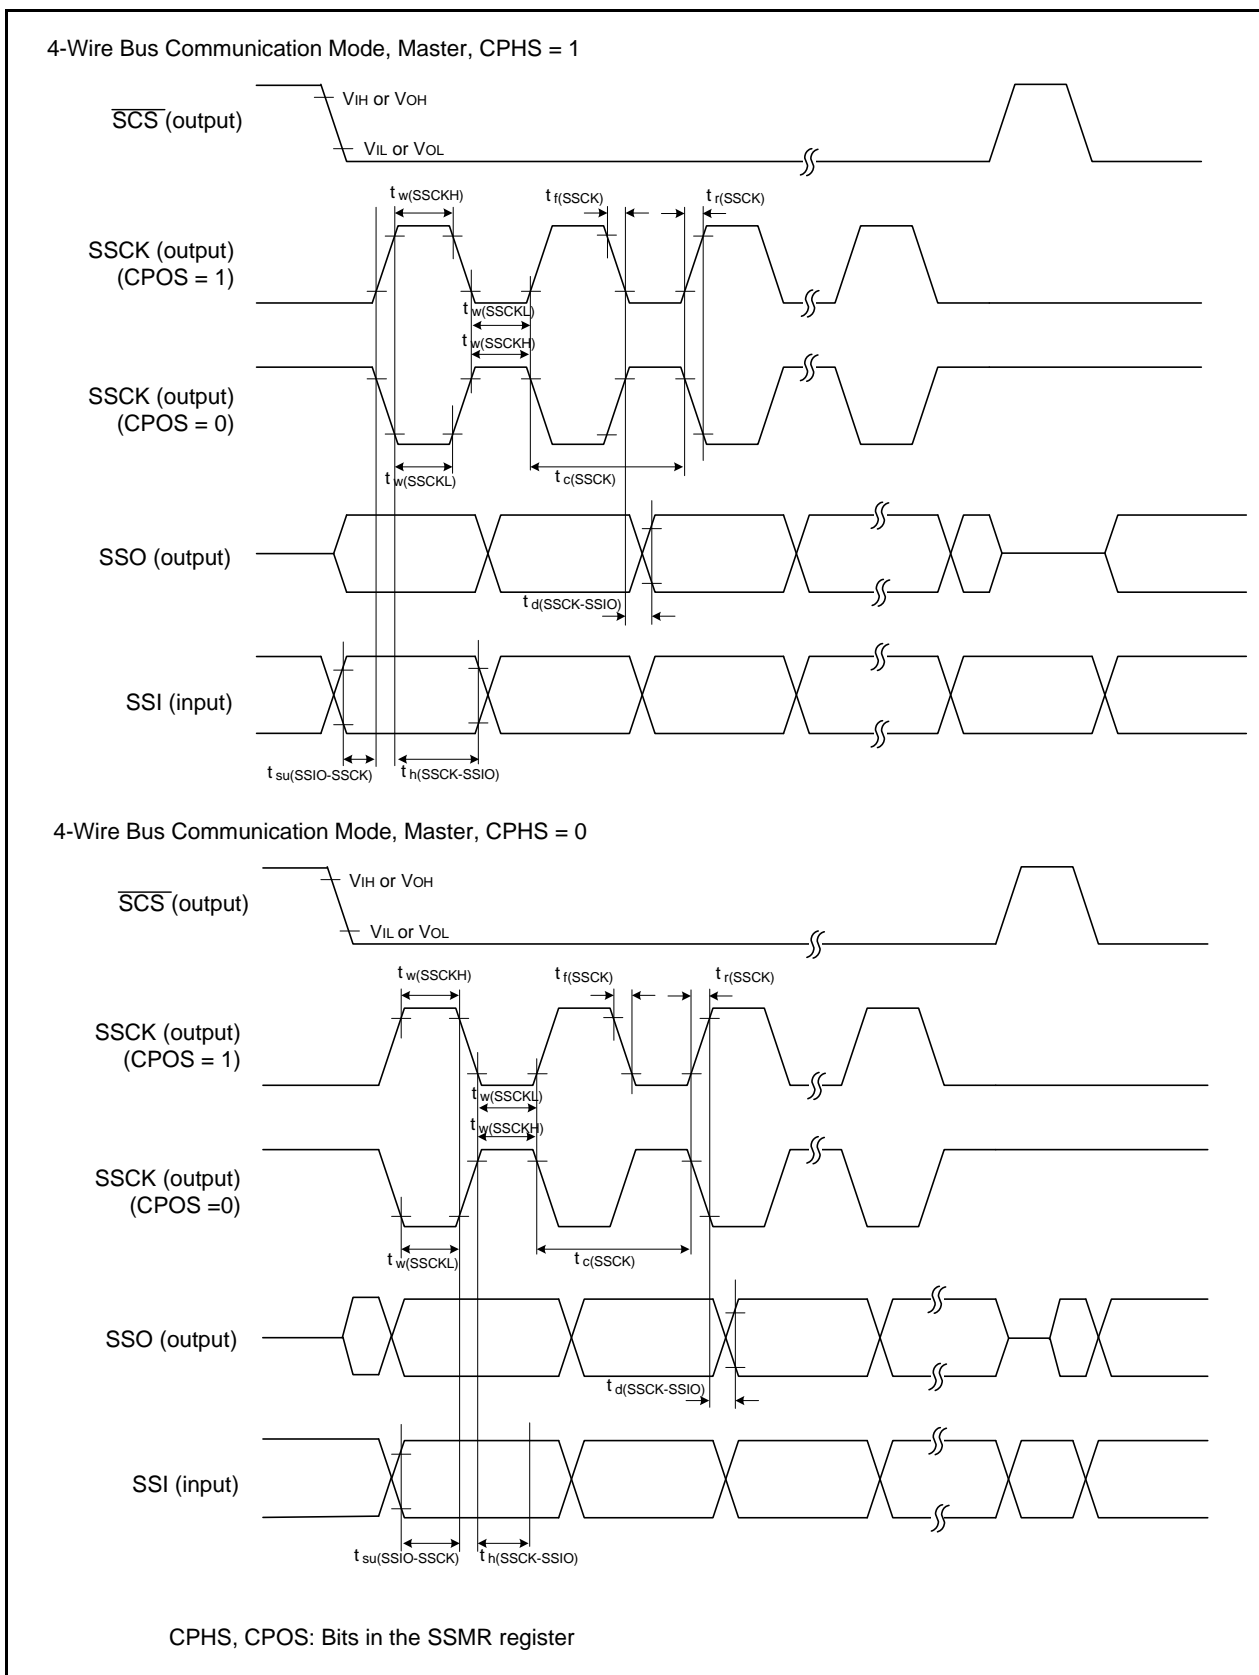 4-Wire Bus Communication Mode, Master, CPHS = 1
VIH or VOH
SCS (output)
VIL or VOL
t w(SSCKH)
t f(SSCK)
t r(SSCK)
SSCK (output)
(CPOS = 1)
t w(SSCKL)
t w(SSCKH)
SSCK (output)
(CPOS = 0)
t w(SSCKL)
t c(SSCK)
SSO (output)
t d(SSCK-SSIO)
SSI (input)
t su(SSIO-SSCK)
t h(SSCK-SSIO)
4-Wire Bus Communication Mode, Master, CPHS = 0
VIH or VOH
SCS (output)
VIL or VOL
t w(SSCKH)
t f(SSCK)
t r(SSCK)
SSCK (output)
(CPOS = 1)
t w(SSCKL)
t w(SSCKH)
SSCK (output)
(CPOS =0)
t w(SSCKL)
t c(SSCK)
SSO (output)
t d(SSCK-SSIO)
SSI (input)
t su(SSIO-SSCK)
t h(SSCK-SSIO)
CPHS, CPOS: Bits in the SSMR register